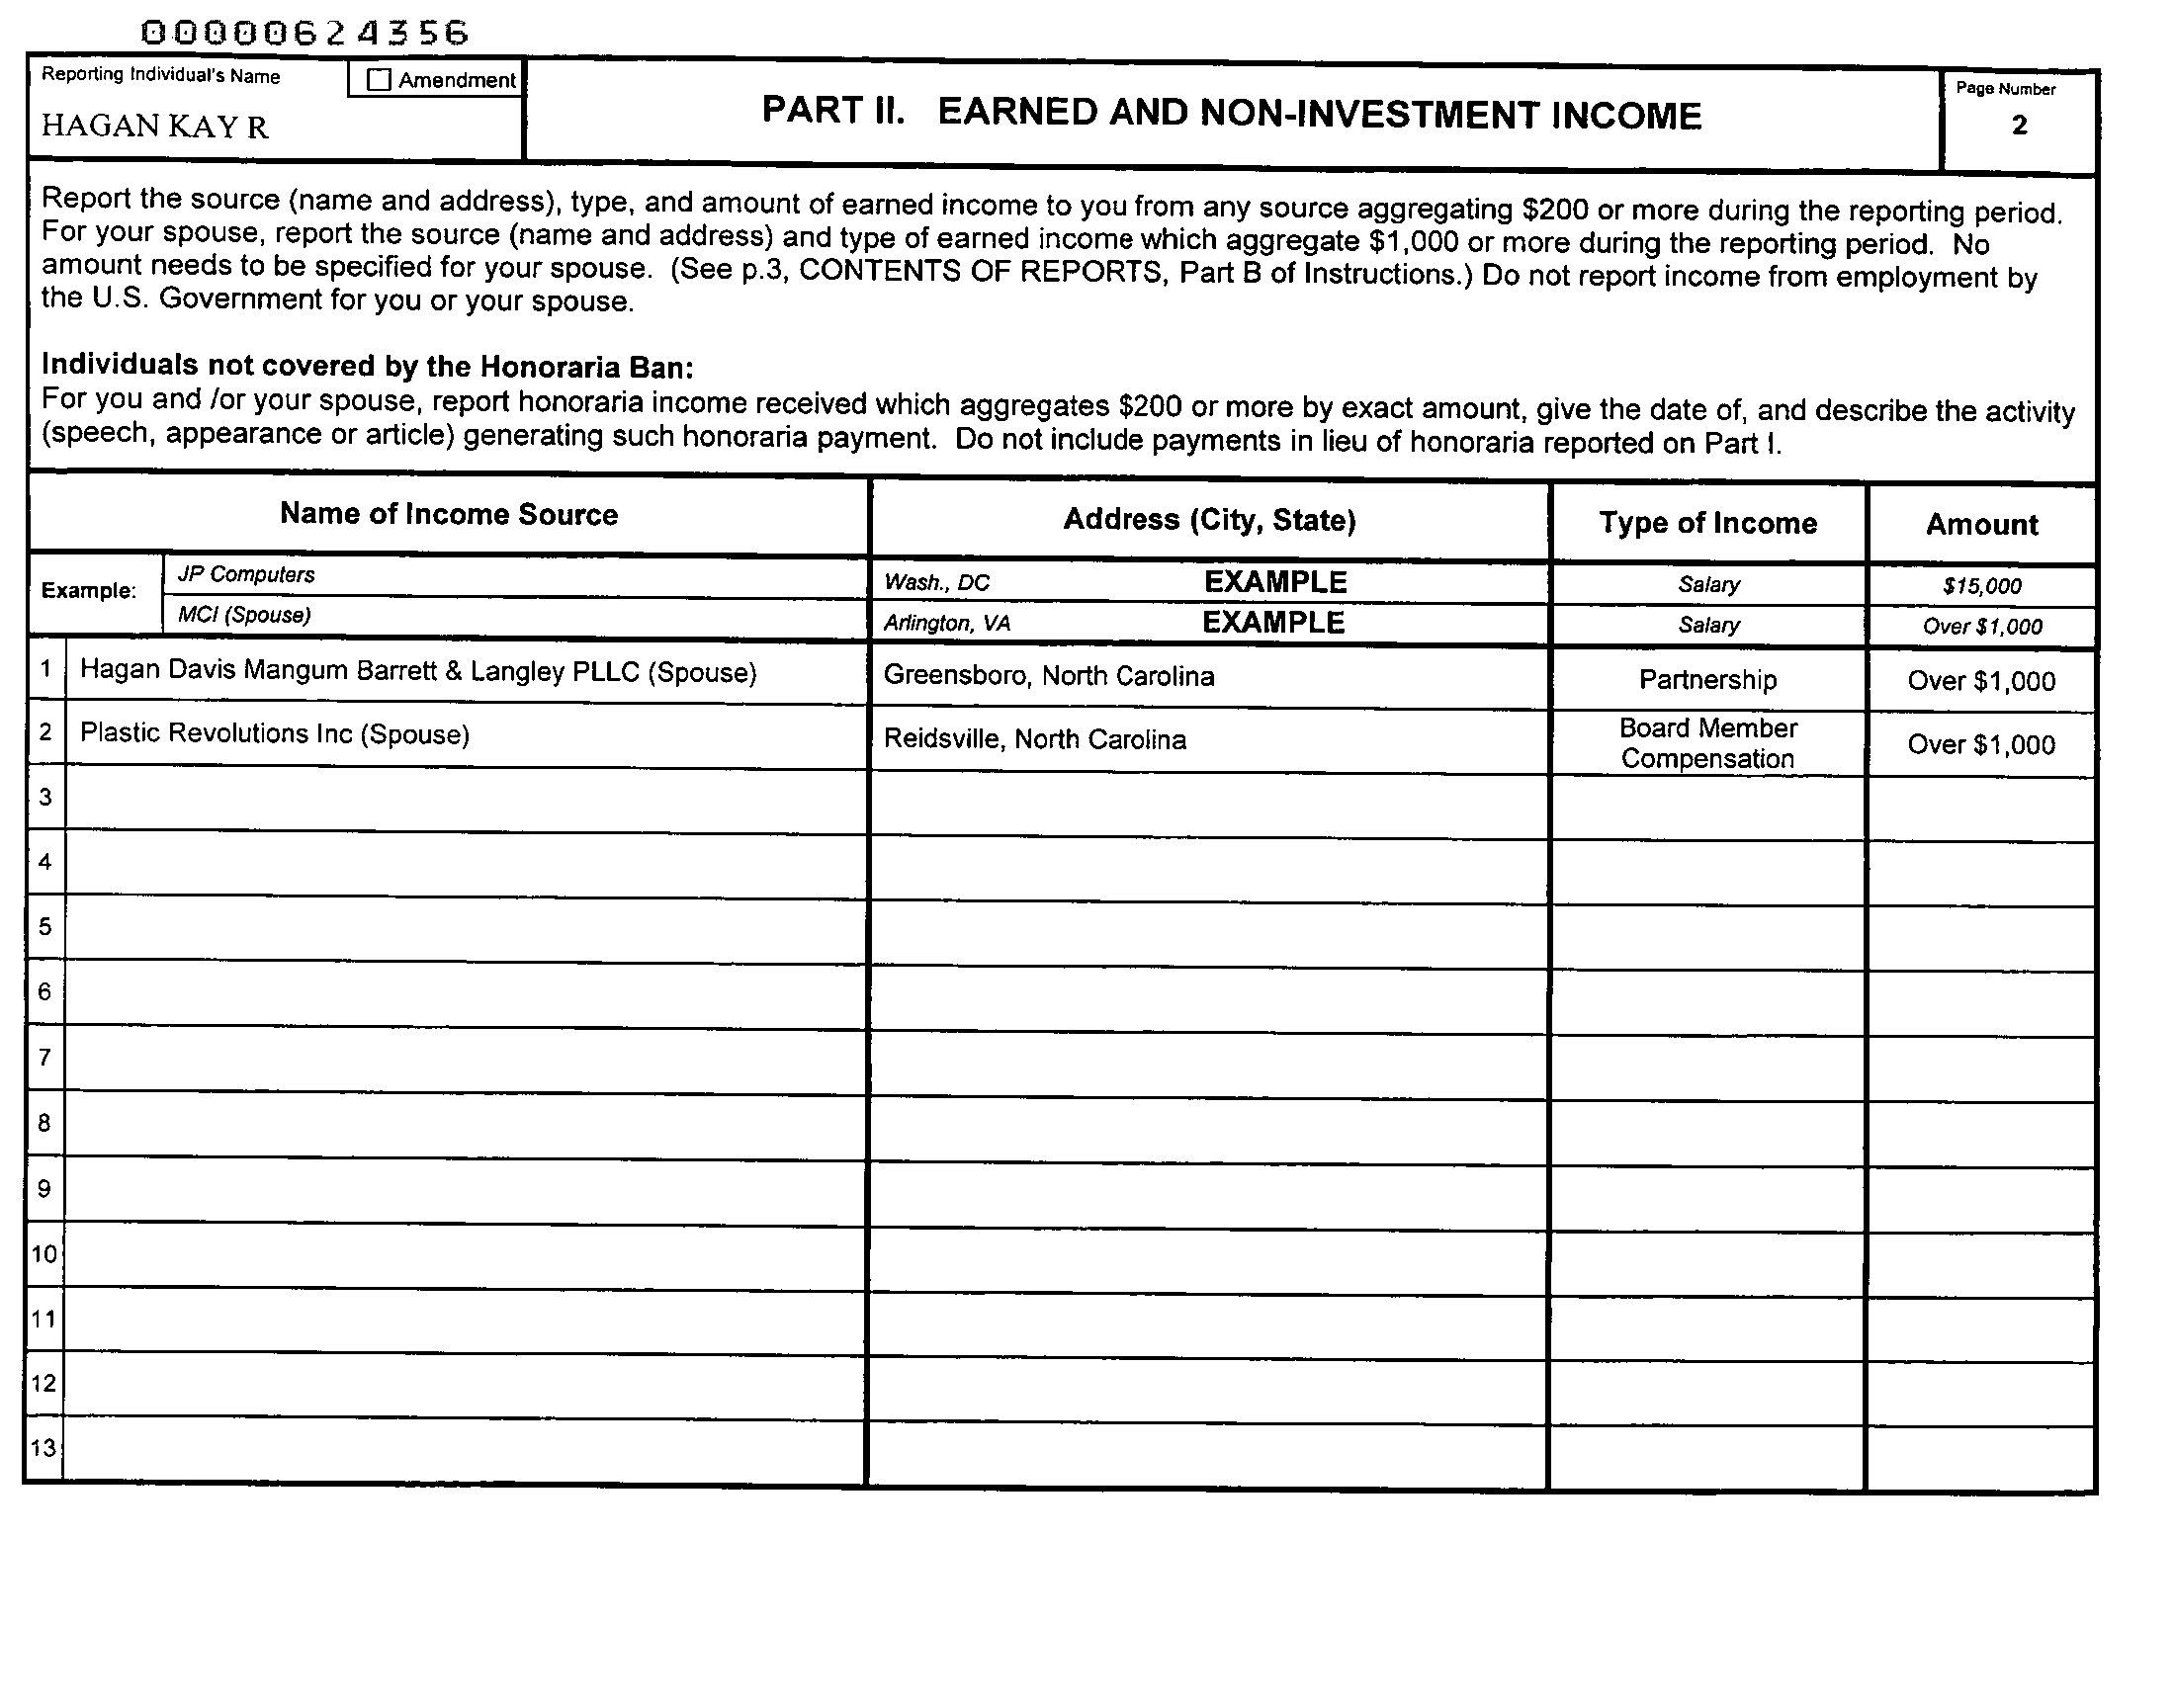 00000624356
Reporting Individual's Name
☐ Amendment
HAGAN KAY R
PART II. EARNED AND NON-INVESTMENT INCOME
Page Number
2
Report the source (name and address), type, and amount of earned income to you from any source aggregating $200 or more during the reporting period.
For your spouse, report the source (name and address) and type of earned income which aggregate $1,000 or more during the reporting period. No
amount needs to be specified for your spouse. (See p.3, CONTENTS OF REPORTS, Part B of Instructions.) Do not report income from employment by
the U.S. Government for you or your spouse.
Individuals not covered by the Honoraria Ban:
For you and /or your spouse, report honoraria income received which aggregates $200 or more by exact amount, give the date of, and describe the activity
(speech, appearance or article) generating such honoraria payment. Do not include payments in lieu of honoraria reported on Part I.
Name of Income Source Address (City, State) Type of Income Amount
Example:
JP Computers Wash., DC EXAMPLE Salary $15,000
MCI (Spouse) Arlington, VA EXAMPLE Salary Over $1,000
1 Hagan Davis Mangum Barrett & Langley PLLC (Spouse) Greensboro, North Carolina Partnership Over $1,000
2 Plastic Revolutions Inc (Spouse) Reidsville, North Carolina Board Member
Compensation Over $1,000
3
4
5
6
7
8
9
10
11
12
13